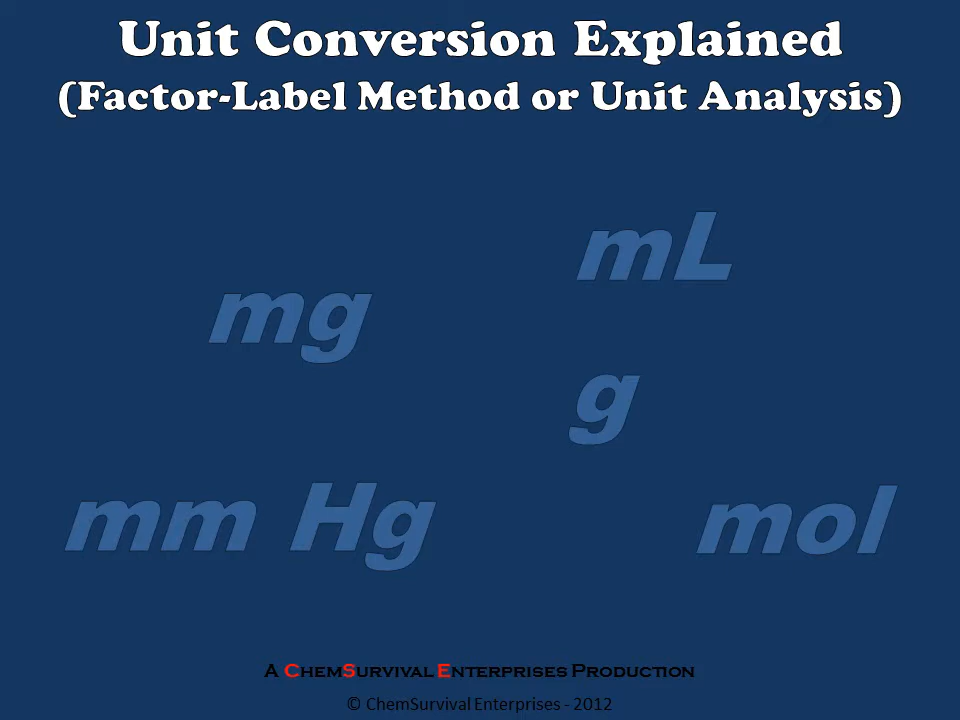 Unit Conversion Explained
(Factor-Label Method or Unit Analysis)
mL
mg
g
mm Hg
mol
A ChemSurvival Enterprises Production
© ChemSurvival Enterprises - 2012